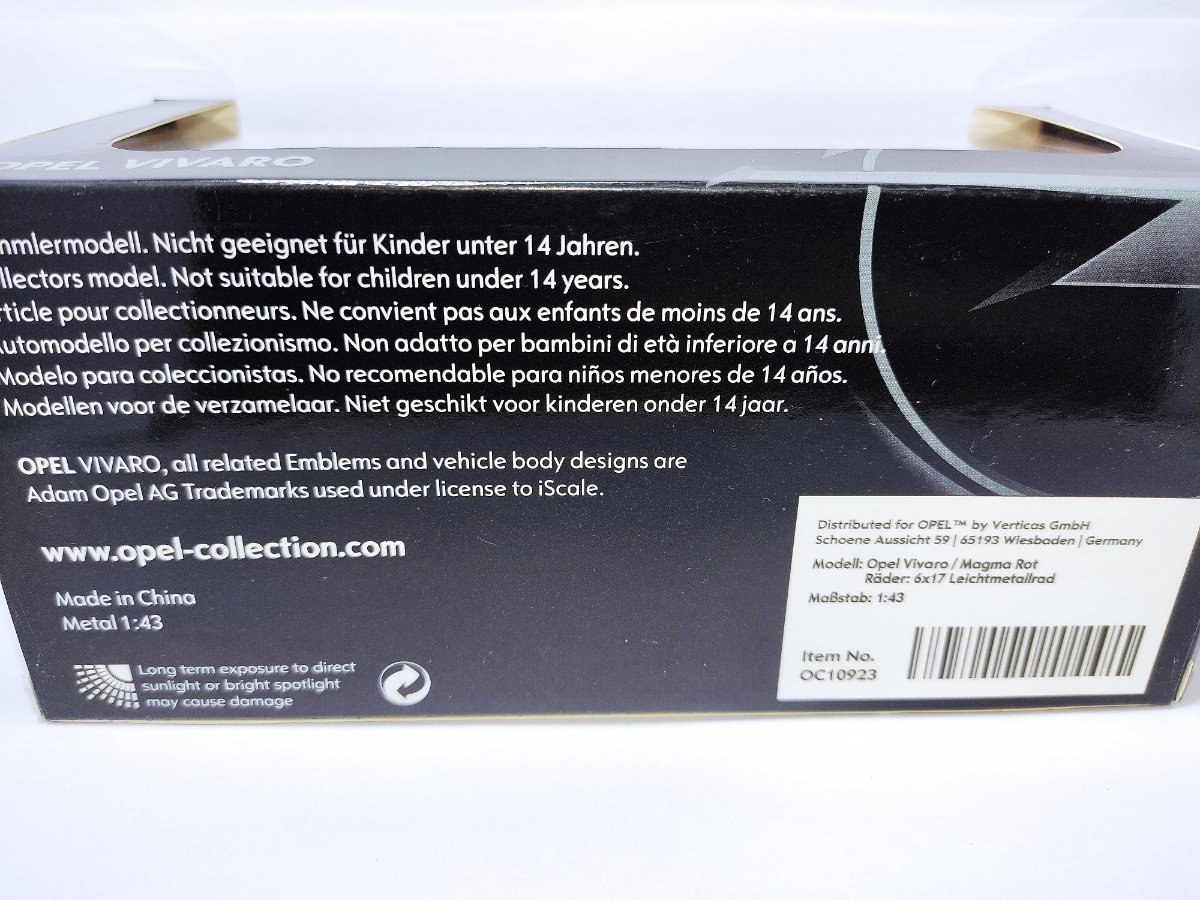 OPEL VIVARO
mmlermodell. Nicht geeignet für Kinder unter 14 Jahren.
llectors model. Not suitable for children under 14 years.
rticle pour collectionneurs. Ne convient pas aux enfants de moins de 14 ans.
utomodello per collezionismo. Non adatto per bambini di età inferiore a 14 anni.
Modelo para coleccionistas. No recomendable para niños menores de 14 años.
Modellen voor de verzamelaar. Niet geschikt voor kinderen onder 14 jaar.
OPEL VIVARO, all related Emblems and vehicle body designs are
Adam Opel AG Trademarks used under license to iScale.
www.opel-collection.com
Made in China
Metal 1:43
Long term exposure to direct
sunlight or bright spotlight
may cause damage
Distributed for OPEL™ by Verticas GmbH
Schoene Aussicht 59 | 65193 Wiesbaden | Germany
Modell: Opel Vivaro / Magma Rot
Räder: 6x17 Leichtmetallrad
Maßstab: 1:43
Item No.
OC10923